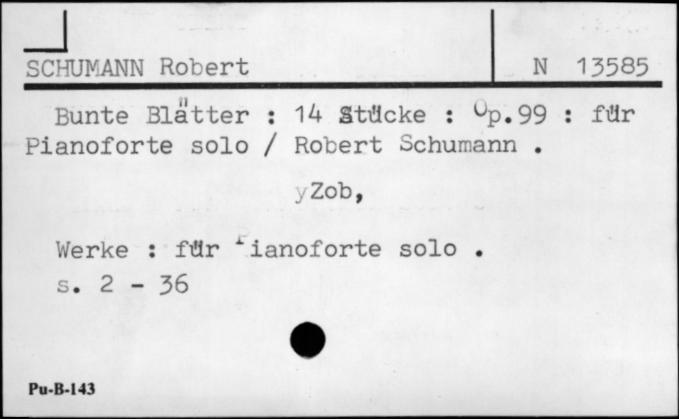 SCHUMANN Robert N 13585
Bunte Blätter : 14 Stücke : Op.99 : für
Pianoforte solo / Robert Schumann .
yZob,
Werke : für Pianoforte solo .
s. 2 - 36
Pu-B-143